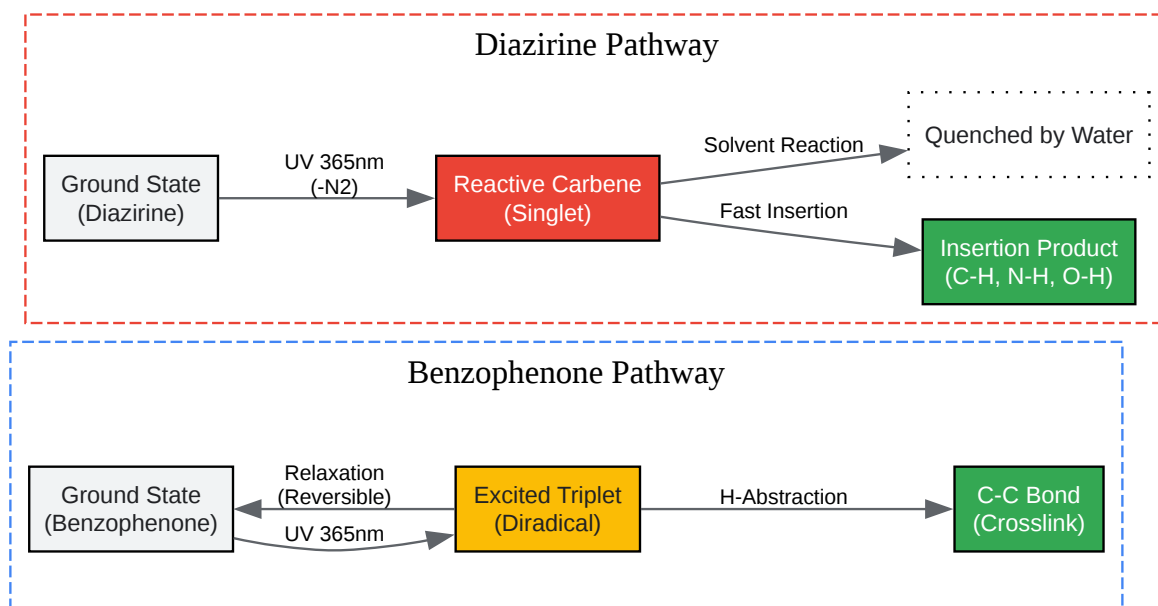 Diazirine Pathway
Ground State
(Diazirine)
UV 365nm
(-N2)
Reactive Carbene
(Singlet)
Solvent Reaction
Quenched by Water
Fast Insertion
Insertion Product
(C-H, N-H, O-H)
Benzophenone Pathway
Ground State
(Benzophenone)
Relaxation
(Reversible)
UV 365nm
Excited Triplet
(Diradical)
H-Abstraction
C-C Bond
(Crosslink)